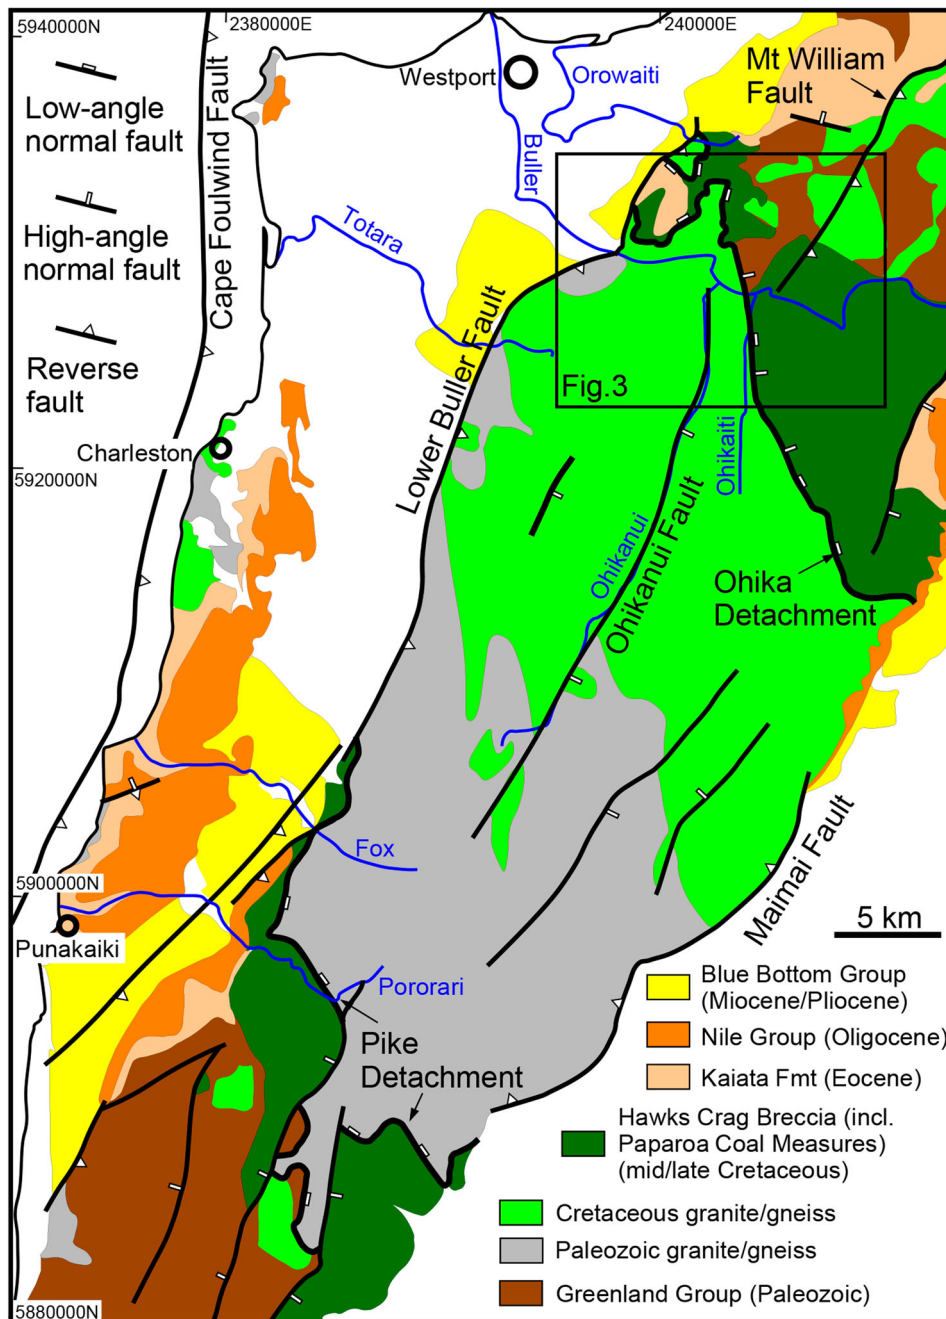 5940000N
2380000E
240000E
Low-angle
normal fault
High-angle
normal fault
Reverse
fault
Cape Foulwind Fault
Westport
Orowaiti
Buller
Mt William
Fault
Totara
Lower Buller Fault
Fig.3
Charleston
5920000N
Ohikaiti
Ohikanui
Ohikanui Fault
Ohika
Detachment
Maimai Fault
Fox
5900000N
Punakaiki
Pororari
Pike
Detachment
5 km
Blue Bottom Group
(Miocene/Pliocene)
Nile Group (Oligocene)
Kaiata Fmt (Eocene)
Hawks Crag Breccia (incl.
Paparoa Coal Measures)
(mid/late Cretaceous)
Cretaceous granite/gneiss
Paleozoic granite/gneiss
Greenland Group (Paleozoic)
5880000N